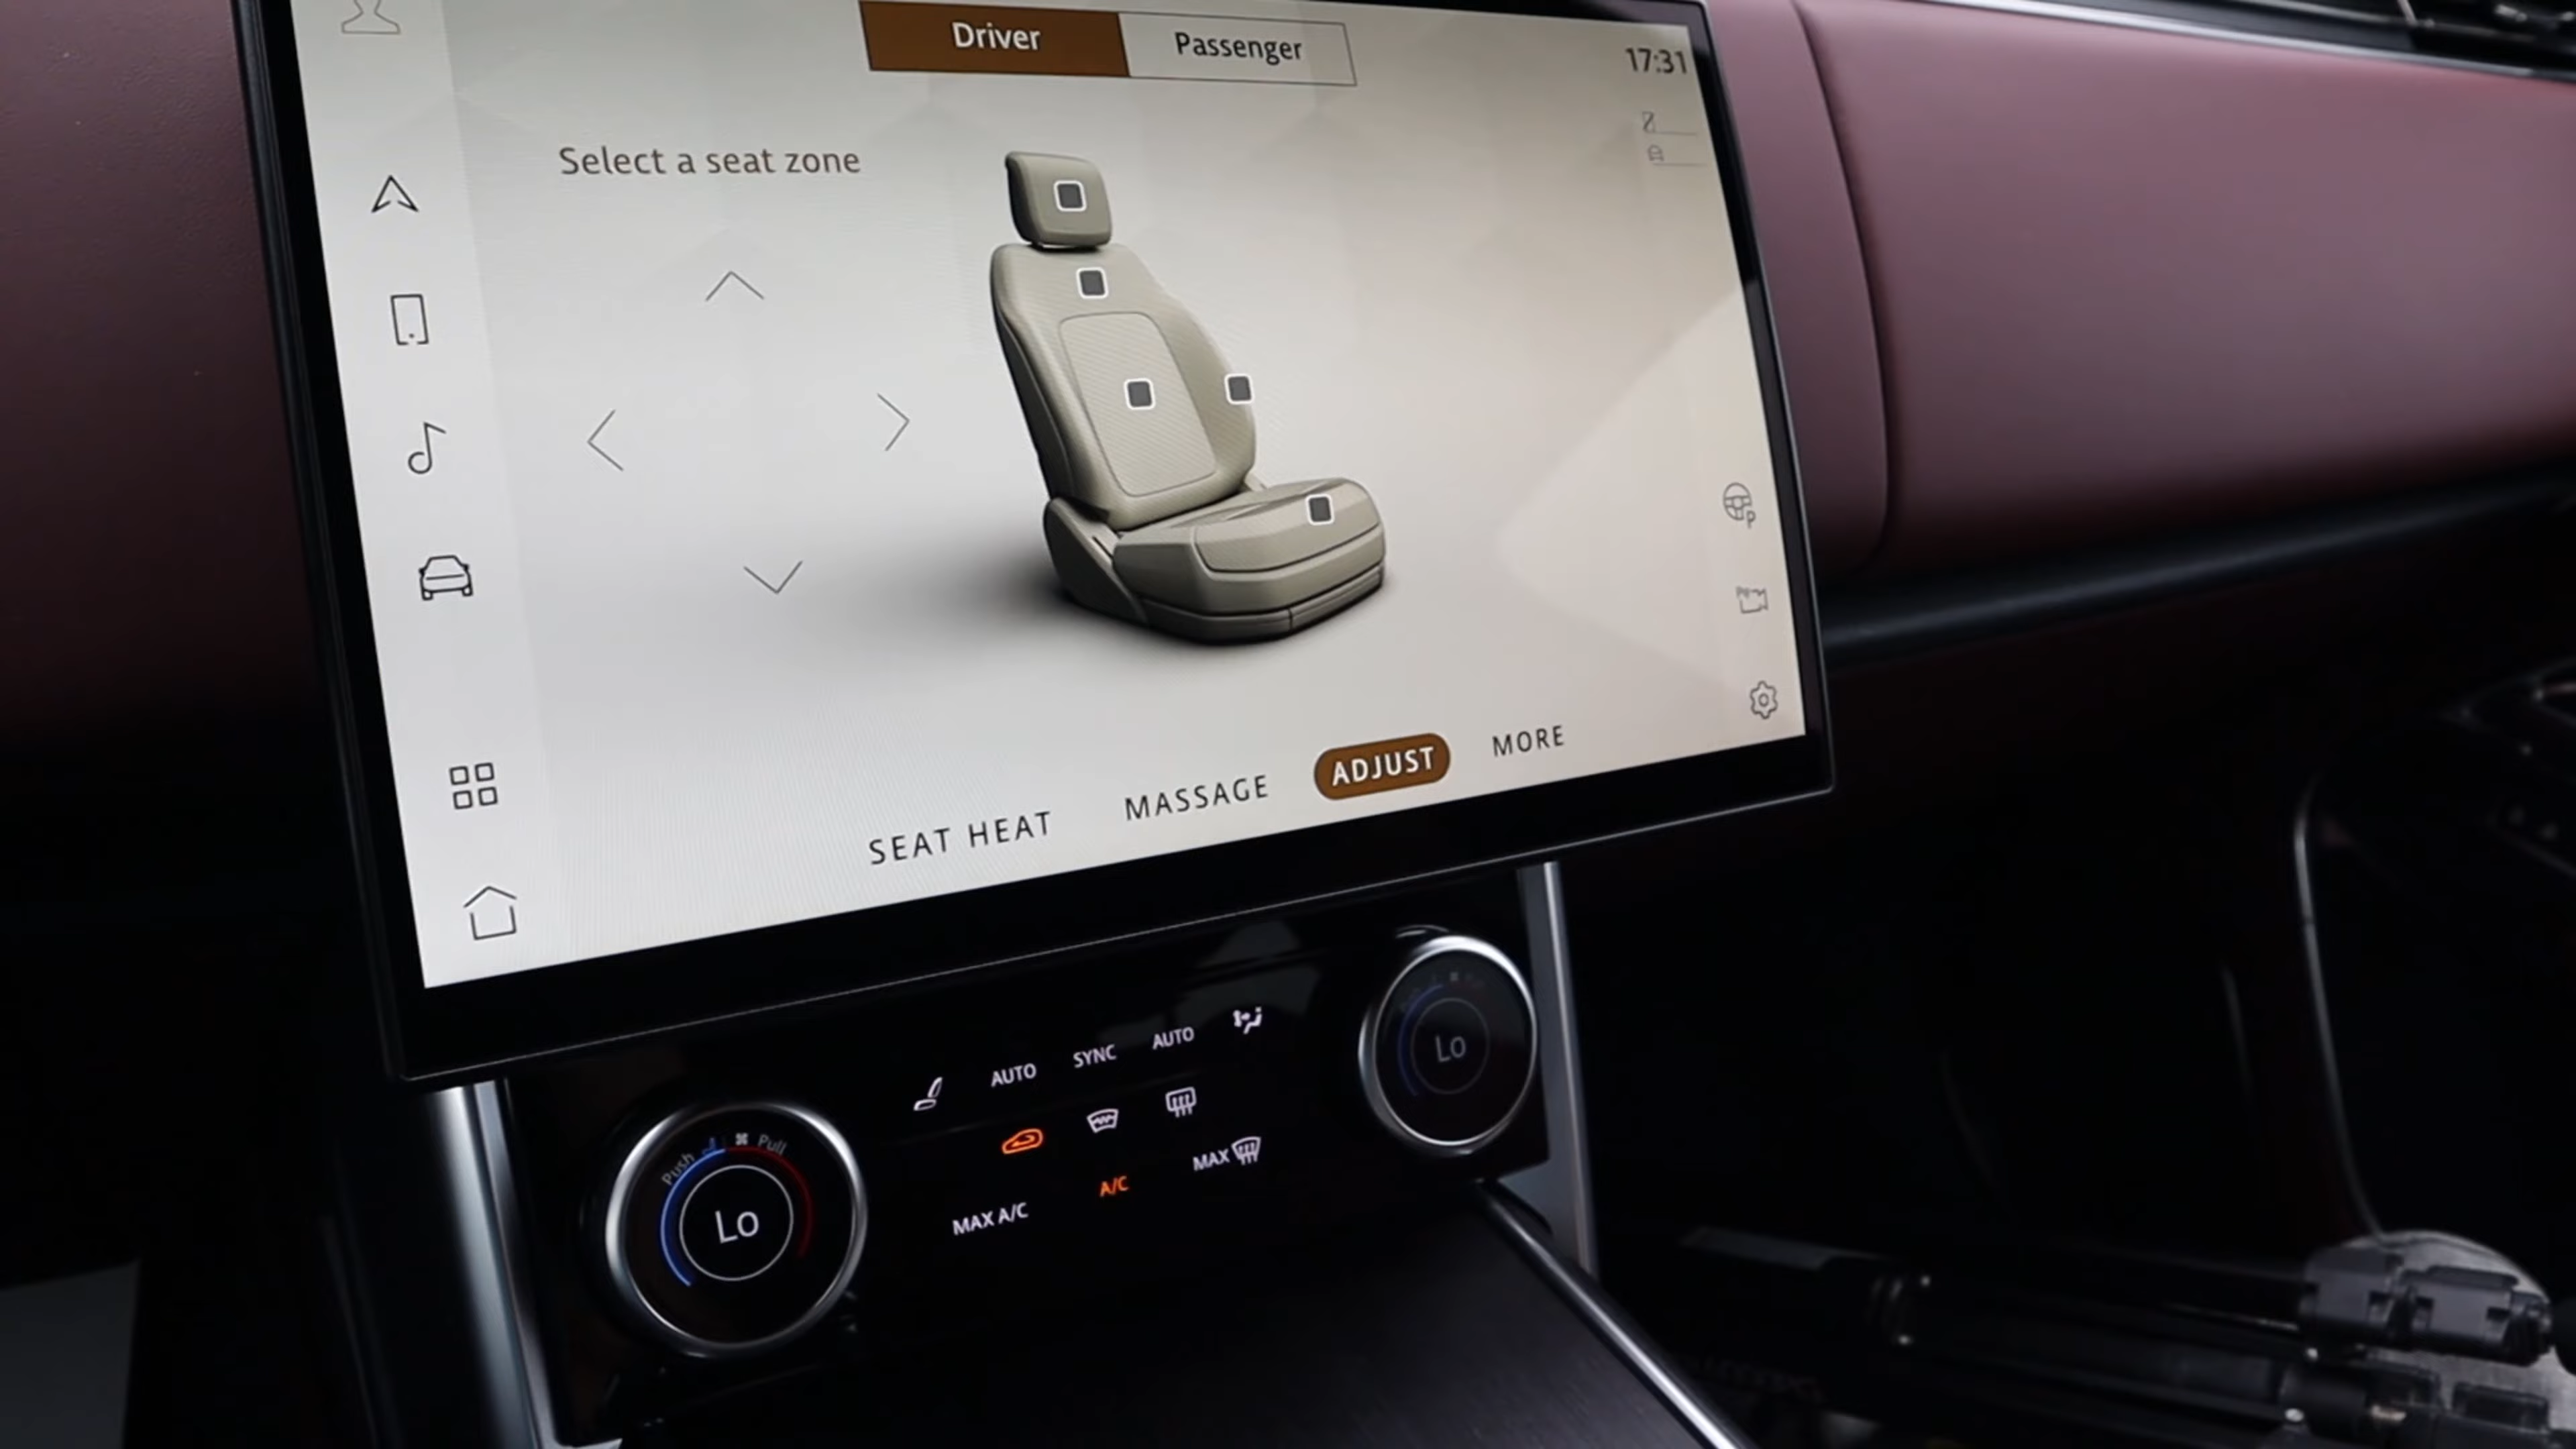 Driver
Passenger
17:31
Select a seat zone
P
SEAT HEAT
MASSAGE
ADJUST
MORE
AUTO
SYNC
AUTO
Lo
Push
Pull
Lo
MAX
A/C
MAX A/C